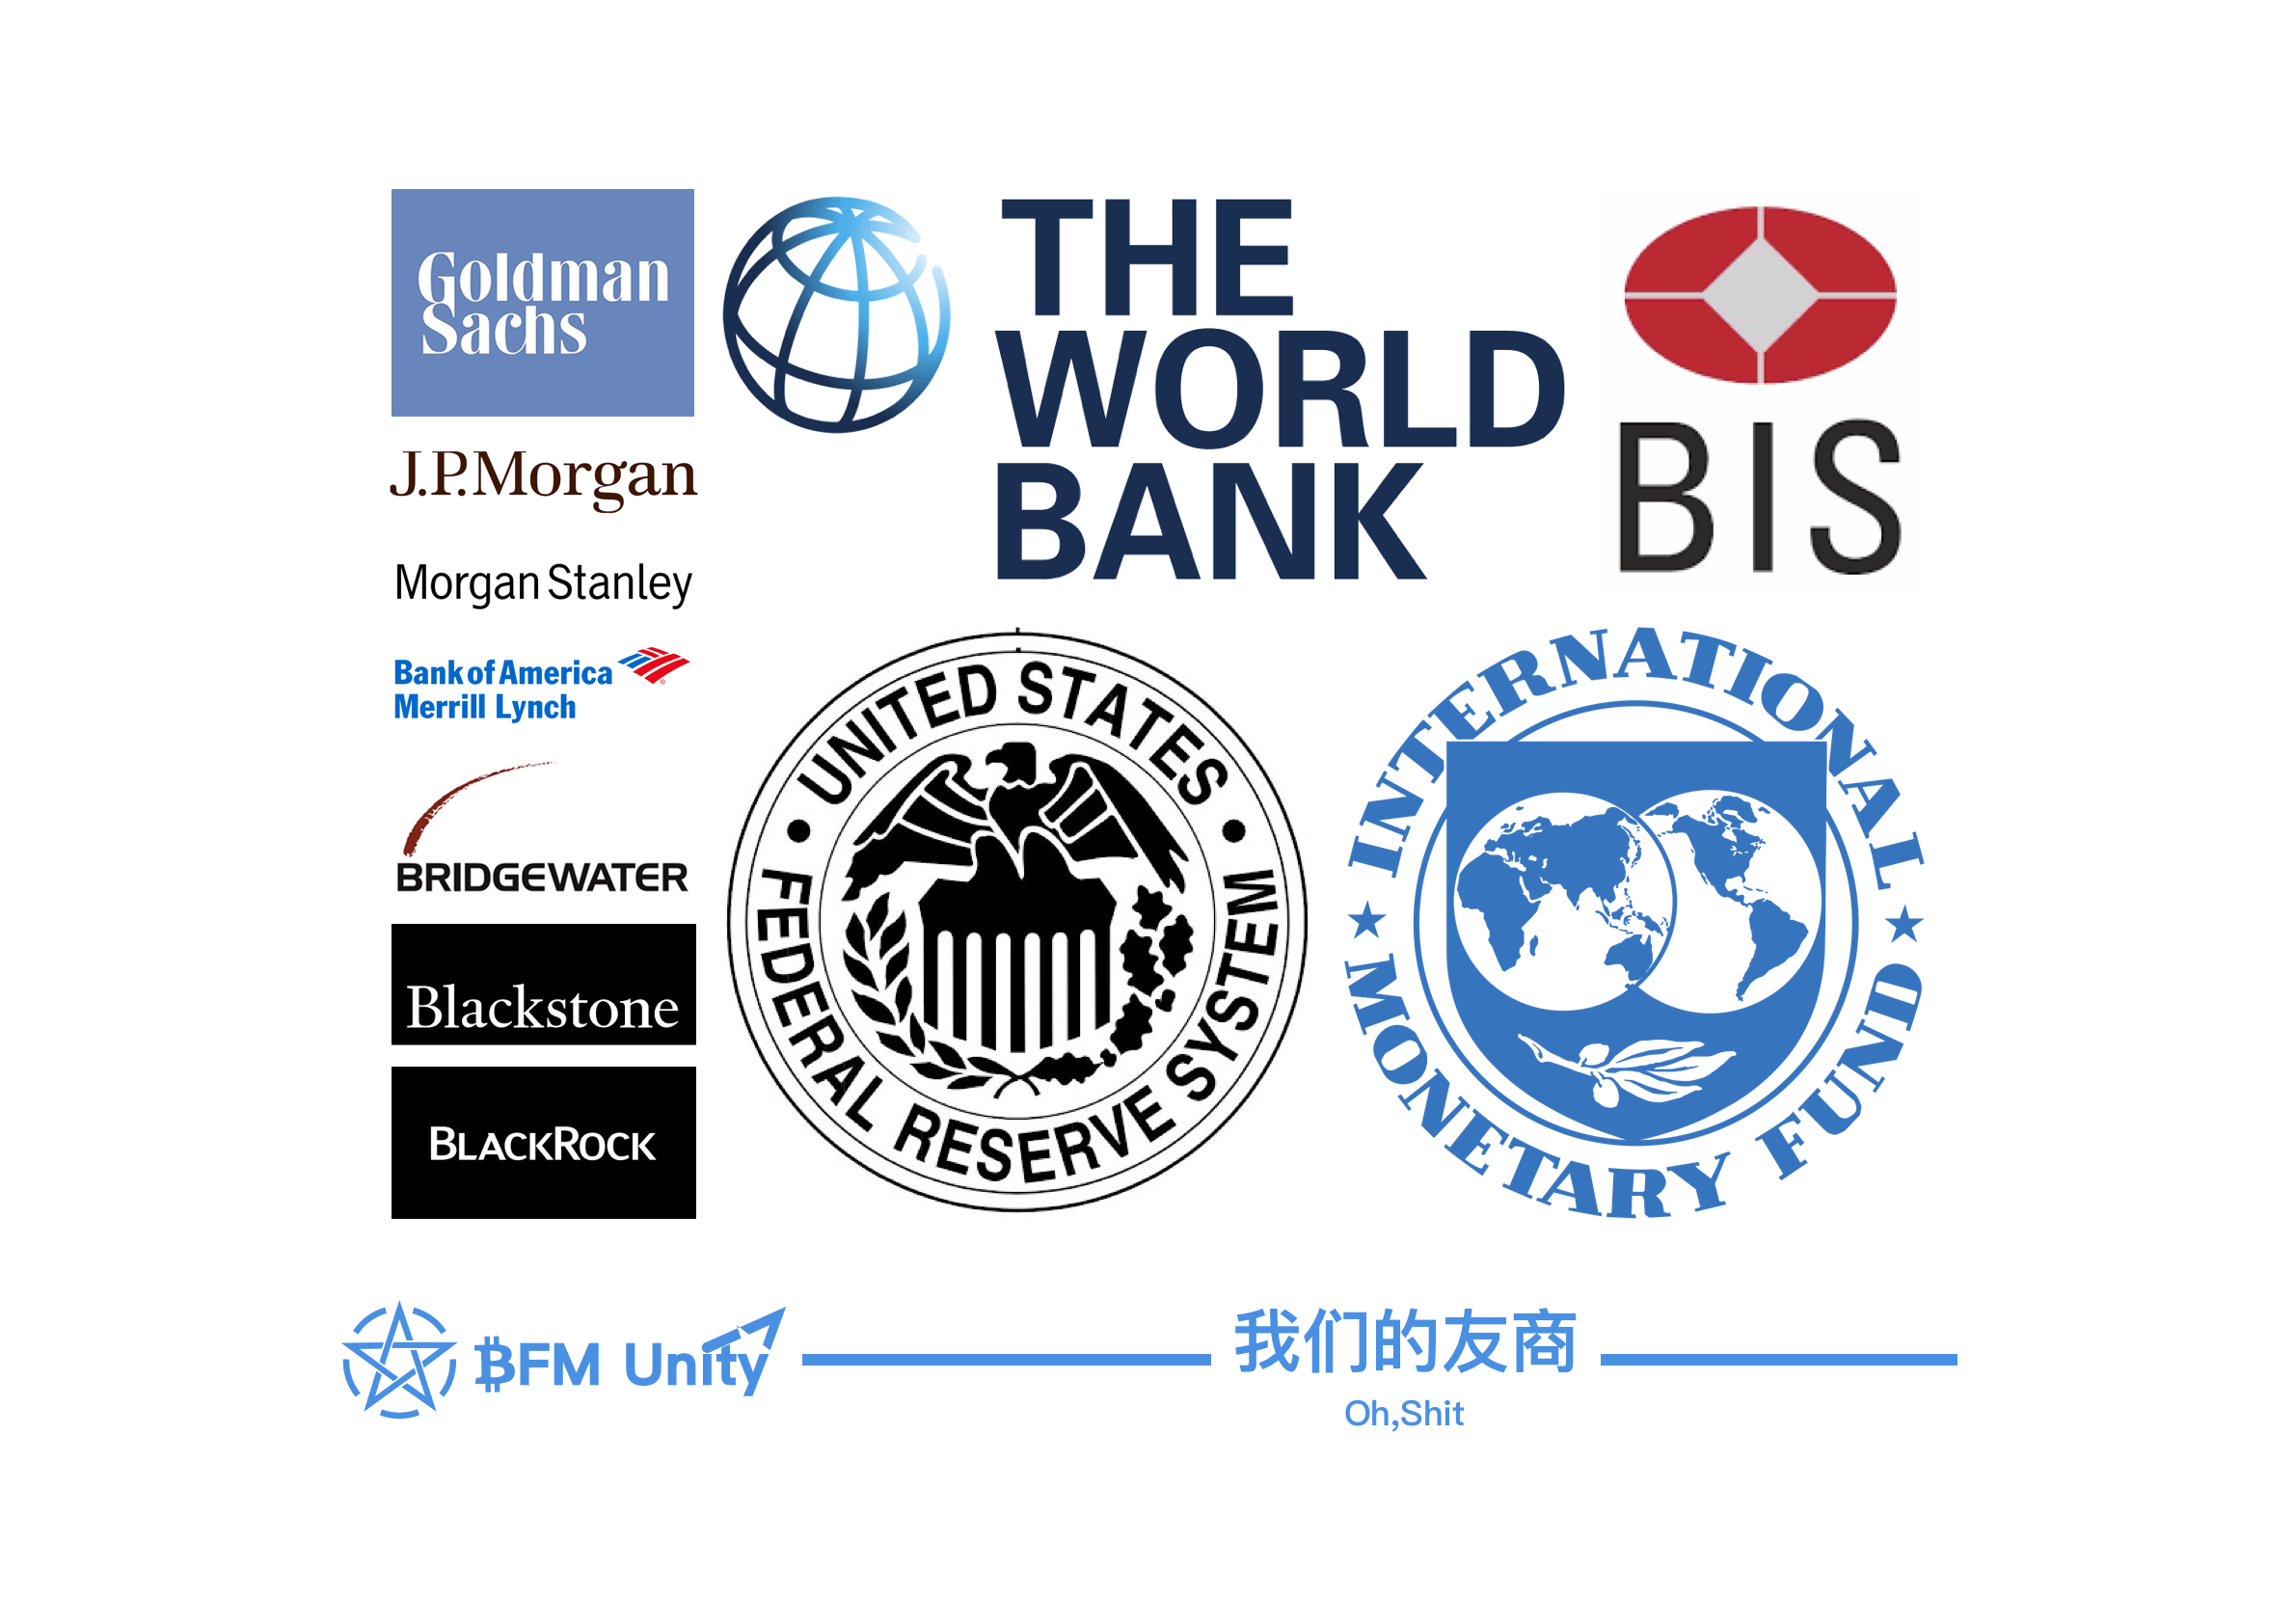 Goldman
Sachs
J.P.Morgan
Morgan Stanley
Bank of America
Merrill Lynch
BRIDGEWATER
Blackstone
BLACKROCK
THE
WORLD
BANK
BIS
UNITED STATES
FEDERAL RESERVE SYSTEM
INTERNATIONAL
MONETARY FUND
₿FM Unity
我们的友商
Oh,Shit